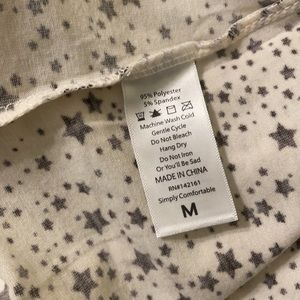 95% Polyester
5% Spandex
Machine Wash Cold
Gentle Cycle
Do Not Bleach
Hang Dry
Do Not Iron
Or You'll Be Sad
MADE IN CHINA
RN#142161
Simply Comfortable
M